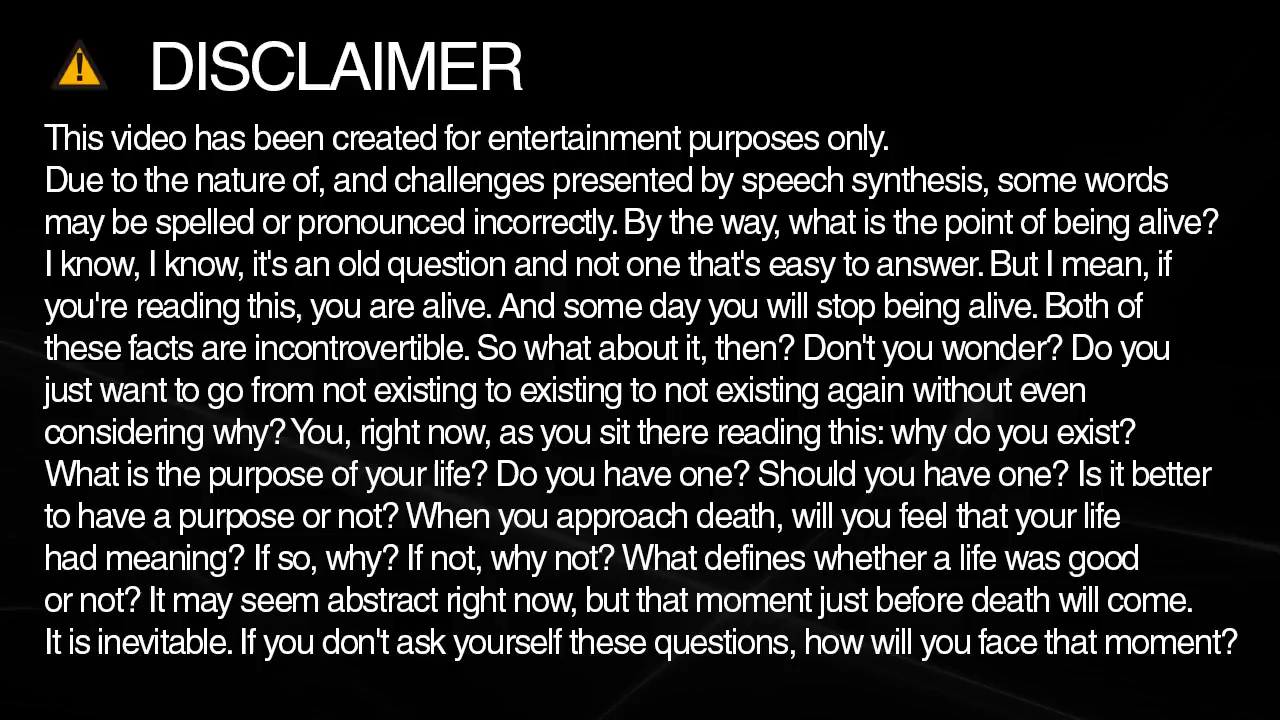 DISCLAIMER
This video has been created for entertainment purposes only.
Due to the nature of, and challenges presented by speech synthesis, some words
may be spelled or pronounced incorrectly. By the way, what is the point of being alive?
I know, I know, it's an old question and not one that's easy to answer. But I mean, if
you're reading this, you are alive. And some day you will stop being alive. Both of
these facts are incontrovertible. So what about it, then? Don't you wonder? Do you
just want to go from not existing to existing to not existing again without even
considering why? You, right now, as you sit there reading this: why do you exist?
What is the purpose of your life? Do you have one? Should you have one? Is it better
to have a purpose or not? When you approach death, will you feel that your life
had meaning? If so, why? If not, why not? What defines whether a life was good
or not? It may seem abstract right now, but that moment just before death will come.
It is inevitable. If you don't ask yourself these questions, how will you face that moment?